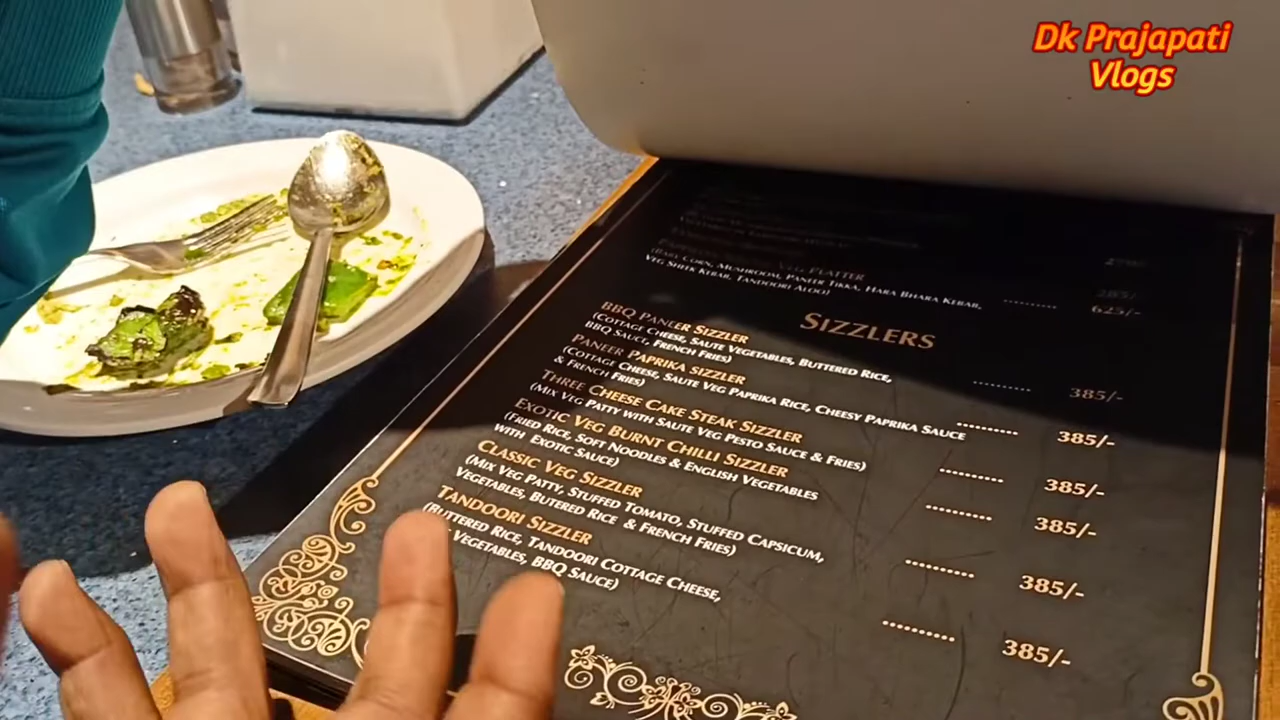 Dk Prajapati
Vlogs
PLATTER
(BABY CORN, MUSHROOM, PANEER TIKKA, HARA BHARA KEBAB,
VEG SHEEK KEBAB, TANDOORI ALOO)
285/-
625/-
SIZZLERS
BBQ PANEER SIZZLER
(COTTAGE CHEESE, SAUTE VEGETABLES, BUTTERED RICE,
BBQ SAUCE, FRENCH FRIES)
385/-
PANEER PAPRIKA SIZZLER
(COTTAGE CHEESE, SAUTE VEG PAPRIKA RICE, CHEESY PAPRIKA SAUCE
& FRENCH FRIES)
385/-
THREE CHEESE CAKE STEAK SIZZLER
(MIX VEG PATTY WITH SAUTE VEG PESTO SAUCE & FRIES)
385/-
EXOTIC VEG BURNT CHILLI SIZZLER
(FRIED RICE, SOFT NOODLES & ENGLISH VEGETABLES
WITH EXOTIC SAUCE)
385/-
CLASSIC VEG SIZZLER
(MIX VEG PATTY, STUFFED TOMATO, STUFFED CAPSICUM,
VEGETABLES, BUTERED RICE & FRENCH FRIES)
385/-
TANDOORI SIZZLER
(BUTTERED RICE, TANDOORI COTTAGE CHEESE,
VEGETABLES, BBQ SAUCE)
385/-